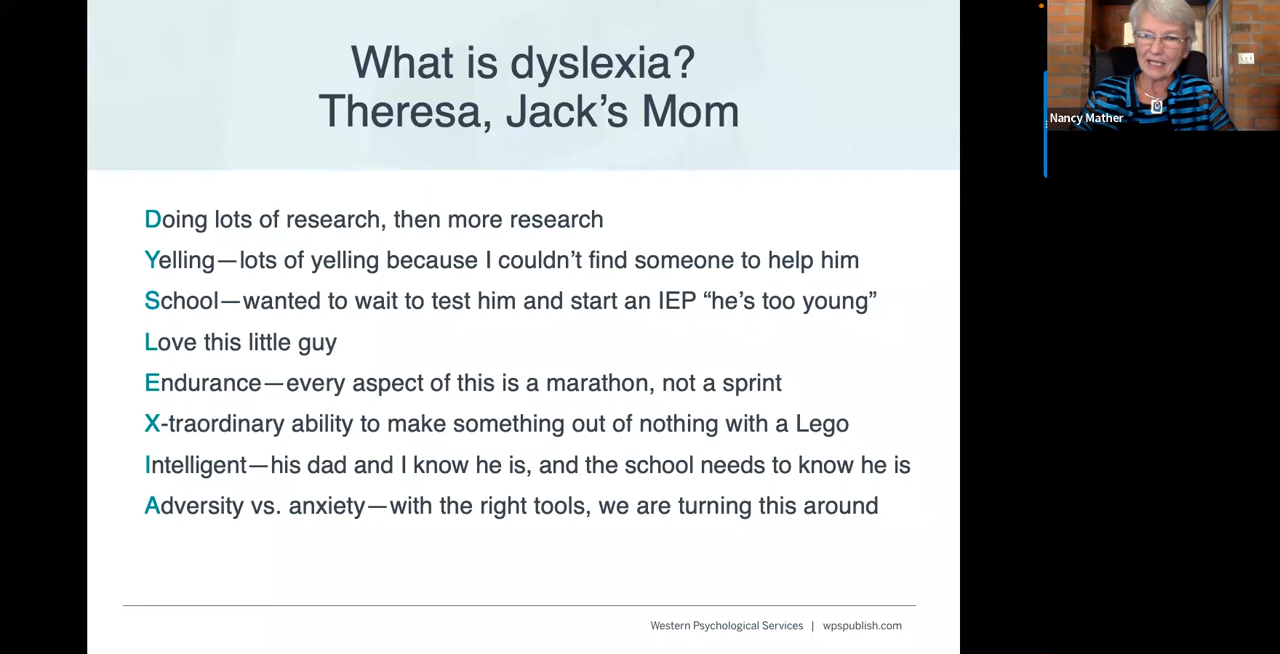 What is dyslexia?
Theresa, Jack’s Mom
Doing lots of research, then more research
Yelling—lots of yelling because I couldn’t find someone to help him
School—wanted to wait to test him and start an IEP “he’s too young”
Love this little guy
Endurance—every aspect of this is a marathon, not a sprint
X-traordinary ability to make something out of nothing with a Lego
Intelligent—his dad and I know he is, and the school needs to know he is
Adversity vs. anxiety—with the right tools, we are turning this around
Western Psychological Services | wpspublish.com
Nancy Mather